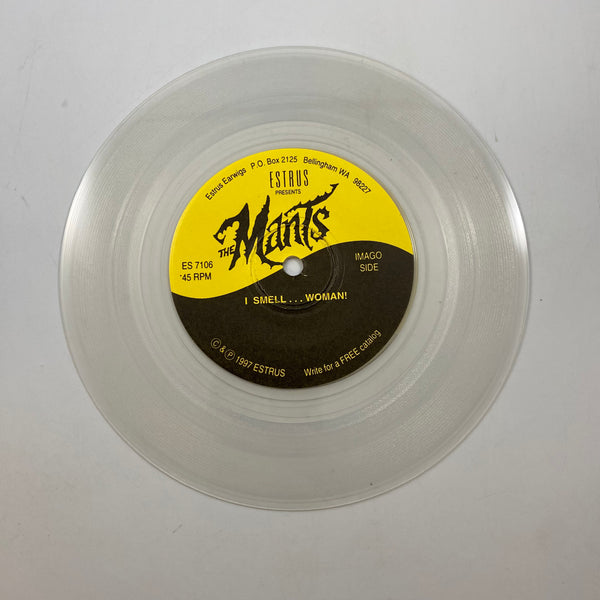 Estrus Earwigs P.O. Box 2125 Bellingham WA 98227
ESTRUS
PRESENTS
THE MANTS
ES 7106
45 RPM
IMAGO
SIDE
I SMELL . . . WOMAN!
© & ℗ 1997 ESTRUS Write for a FREE catalog